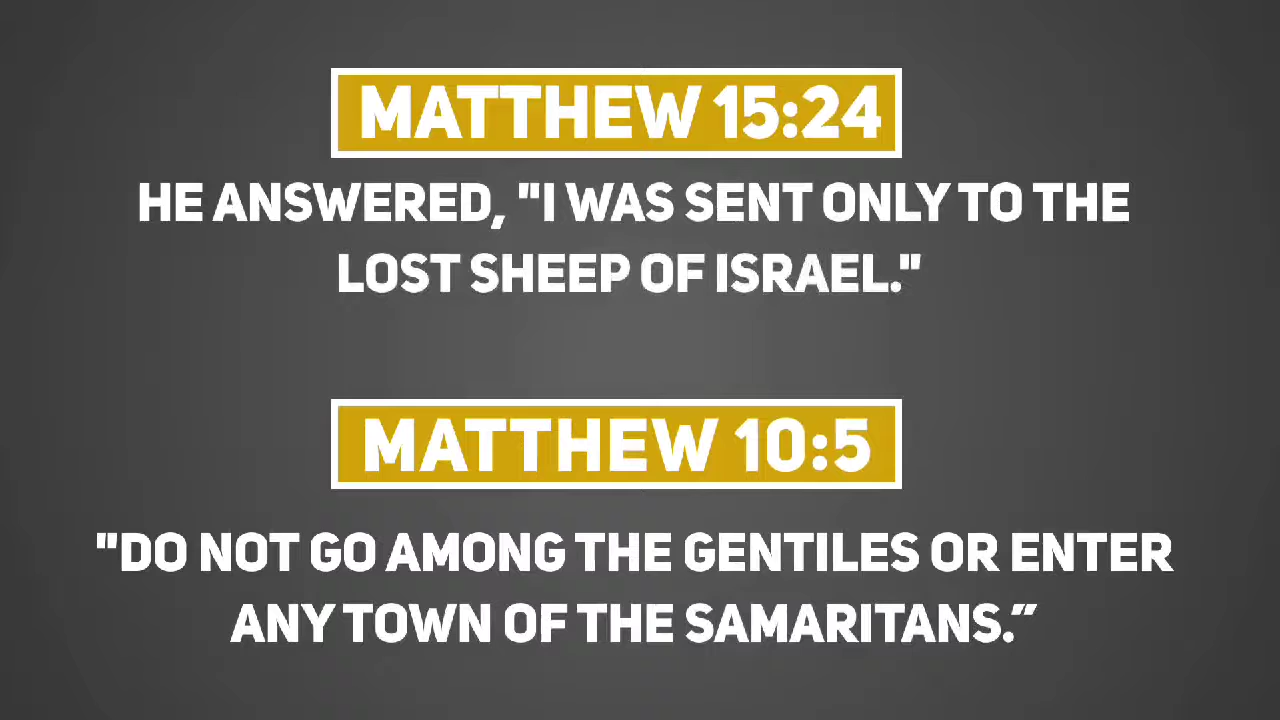 MATTHEW 15:24
HE ANSWERED, "I WAS SENT ONLY TO THE
LOST SHEEP OF ISRAEL."
MATTHEW 10:5
"DO NOT GO AMONG THE GENTILES OR ENTER
ANY TOWN OF THE SAMARITANS.”